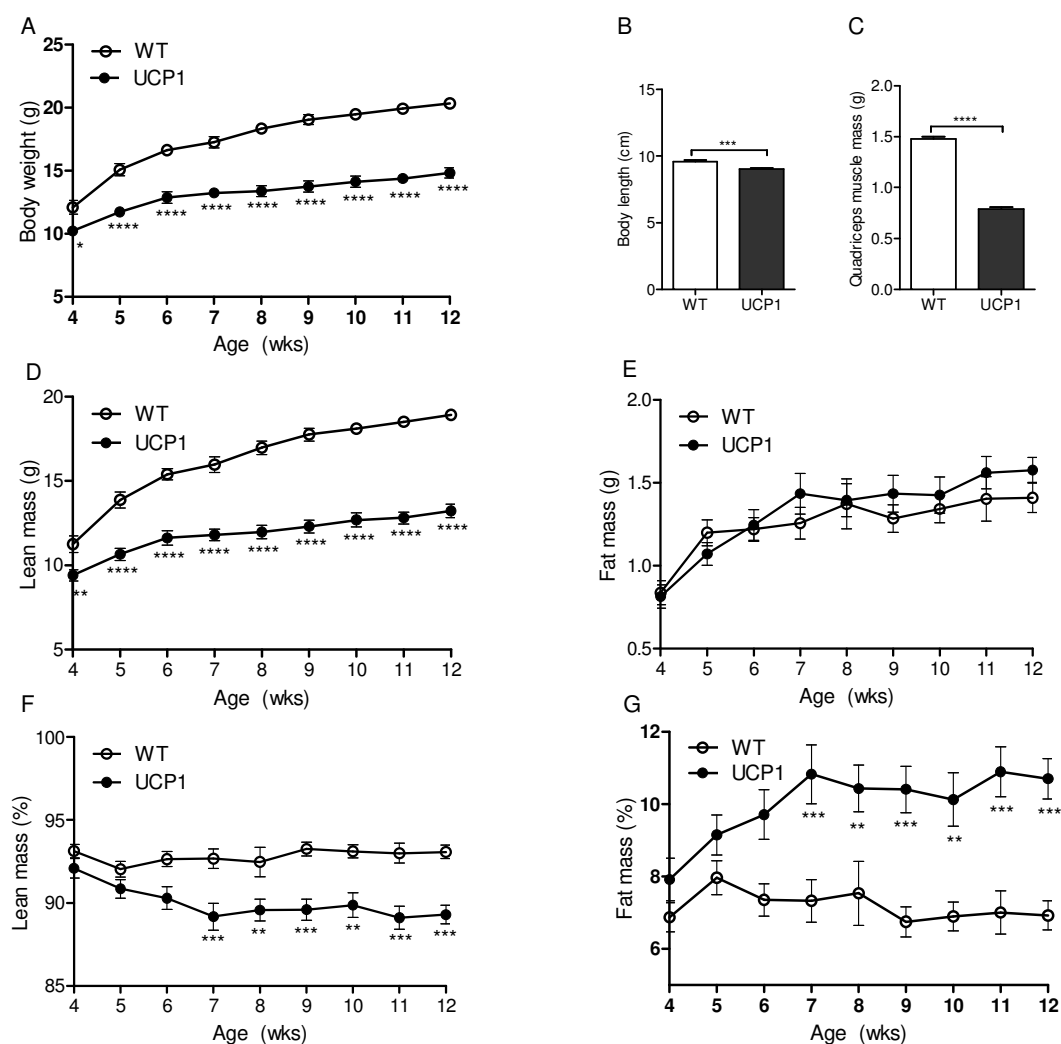 A
Body weight (g)
25
20
15
10
5
WT
UCP1
*
****
****
****
****
****
****
****
****
4 5 6 7 8 9 10 11 12
Age (wks)
B
Body length (cm)
15
10
5
0
***
WT UCP1
C
Quadriceps muscle mass (g)
2.0
1.5
1.0
0.5
0.0
****
WT UCP1
D
Lean mass (g)
20
15
10
5
WT
UCP1
**
****
****
****
****
****
****
****
****
4 5 6 7 8 9 10 11 12
Age (wks)
E
Fat mass (g)
2.0
1.5
1.0
0.5
WT
UCP1
4 5 6 7 8 9 10 11 12
Age (wks)
F
Lean mass (%)
100
95
90
85
WT
UCP1
***
**
***
**
***
***
4 5 6 7 8 9 10 11 12
Age (wks)
G
Fat mass (%)
12
10
8
6
WT
UCP1
***
**
***
**
***
***
4 5 6 7 8 9 10 11 12
Age (wks)